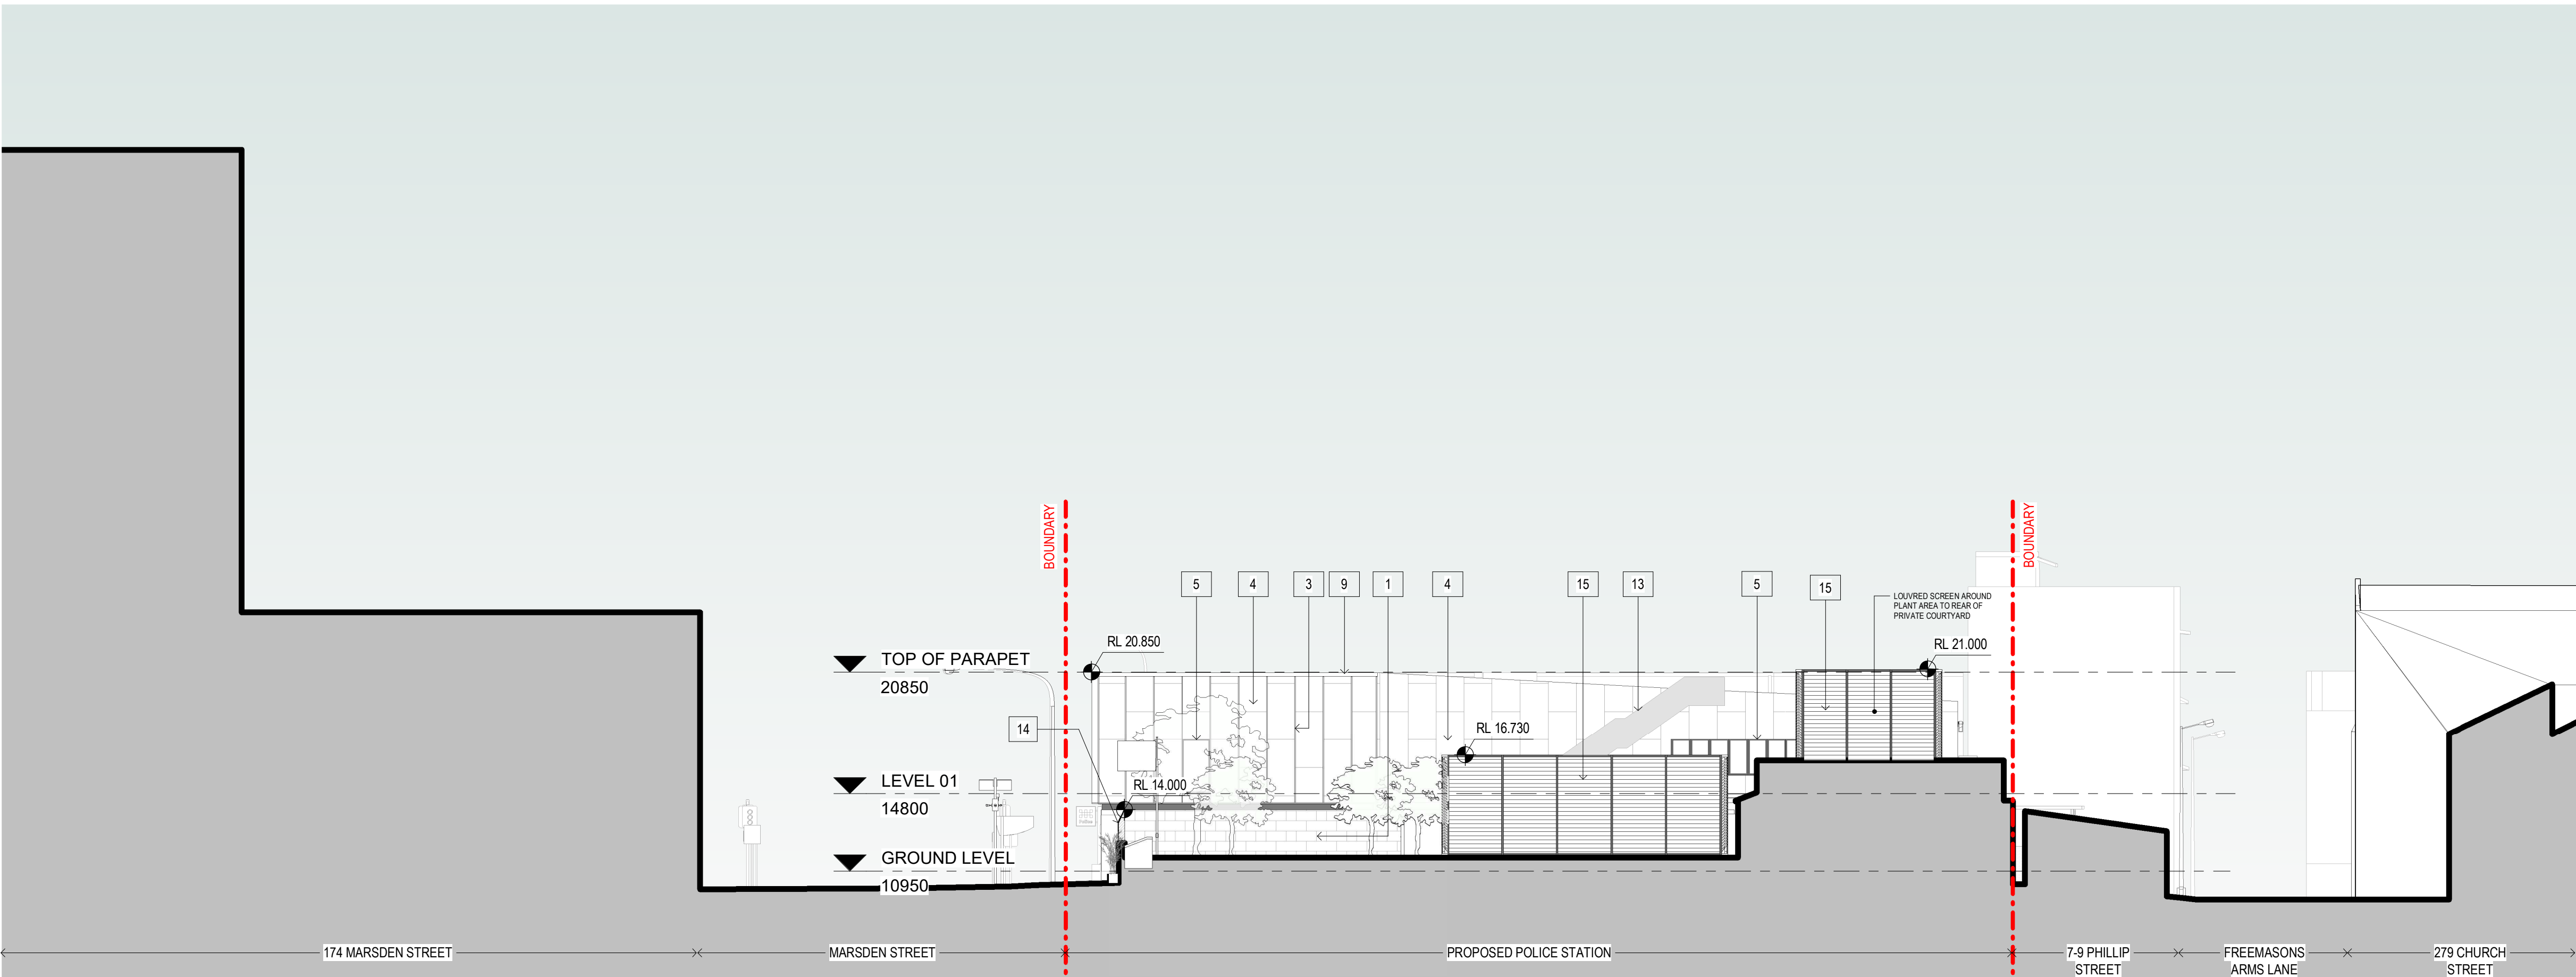 BOUNDARY
BOUNDARY
5
4
3
9
1
4
15
13
5
15
LOUVRED SCREEN AROUND
PLANT AREA TO REAR OF
PRIVATE COURTYARD
RL 20.850
RL 21.000
TOP OF PARAPET
20850
14
RL 16.730
LEVEL 01
14800
RL 14.000
Police
GROUND LEVEL
10950
174 MARSDEN STREET
MARSDEN STREET
PROPOSED POLICE STATION
7-9 PHILLIP
STREET
FREEMASONS
ARMS LANE
279 CHURCH
STREET